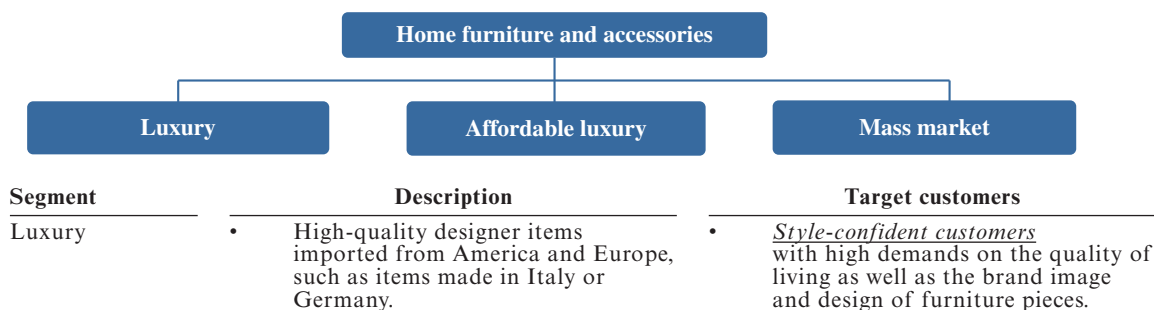 Home furniture and accessories
Luxury
Affordable luxury
Mass market
Segment
Description
Target customers
Luxury
• High-quality designer items
imported from America and Europe,
such as items made in Italy or
Germany.
• Style-confident customers
with high demands on the quality of
living as well as the brand image
and design of furniture pieces.